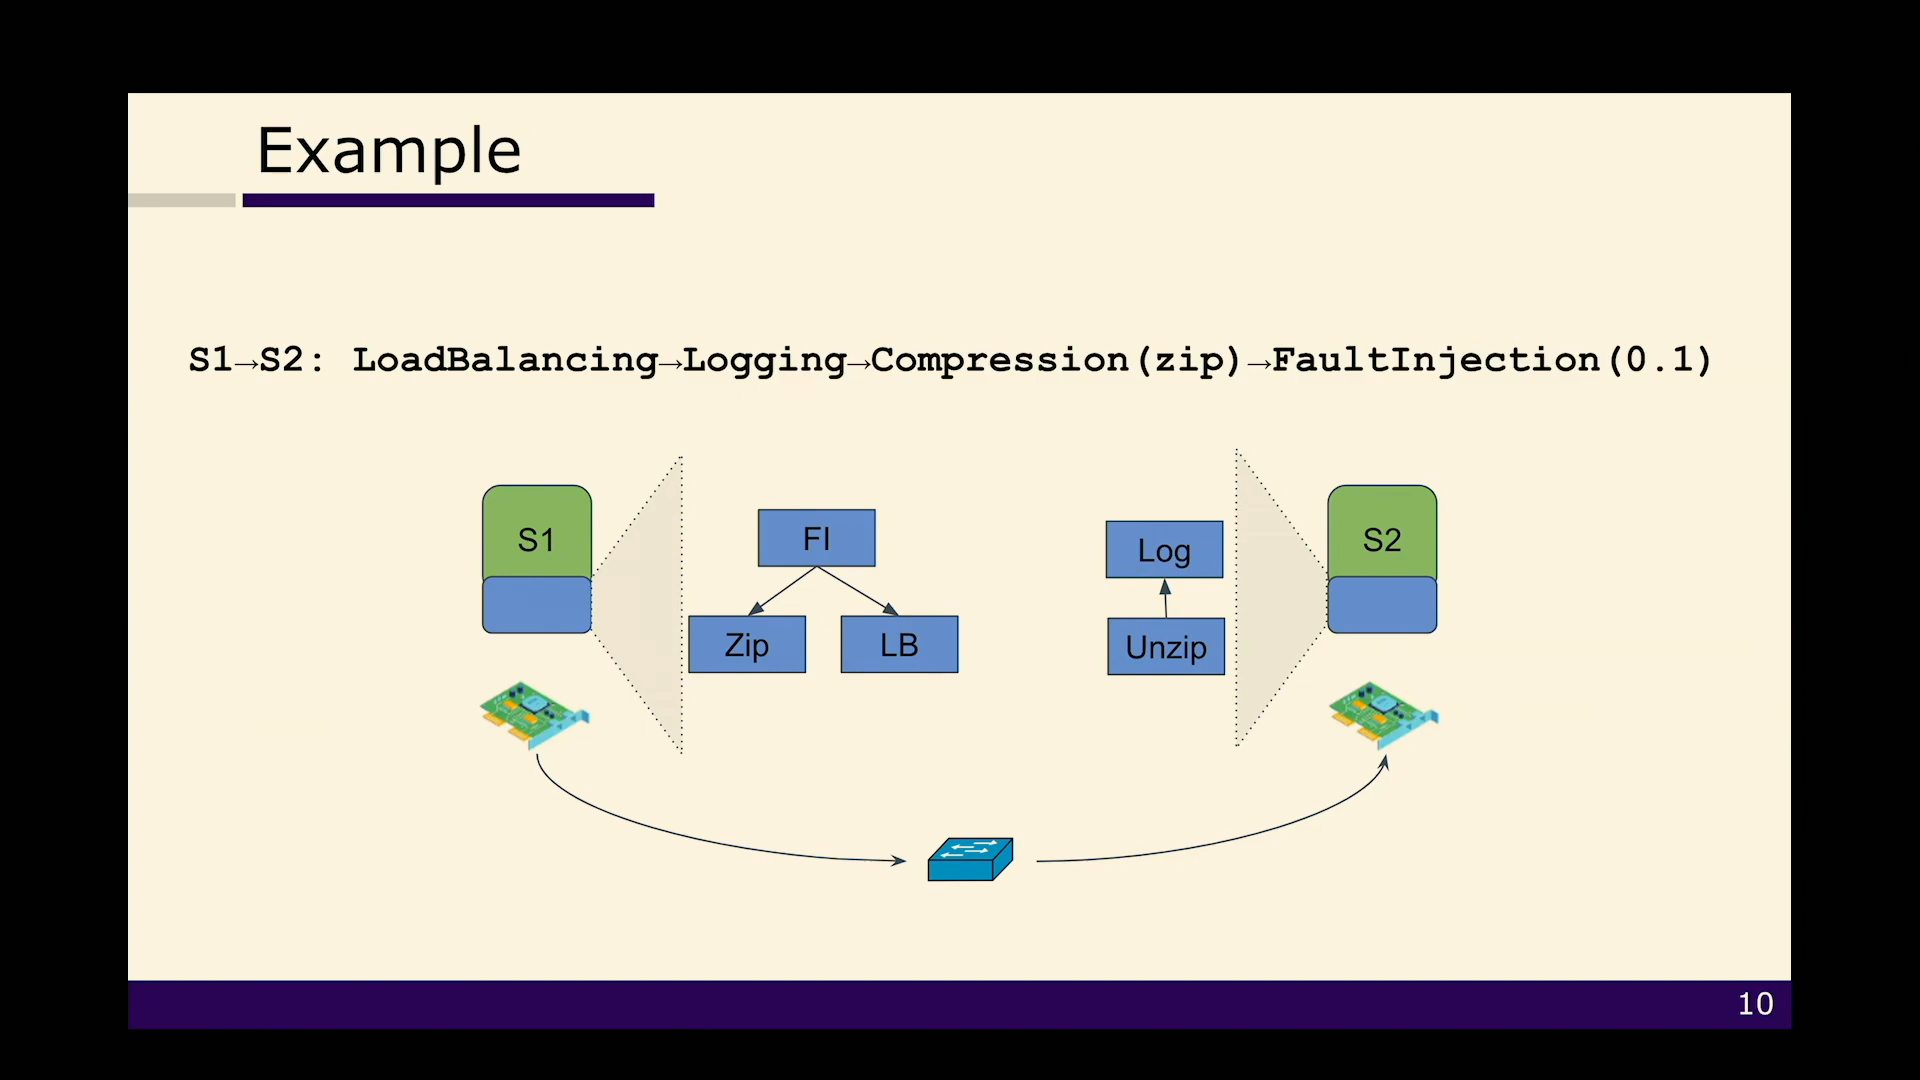 Example
S1→S2: LoadBalancing→Logging→Compression(zip)→FaultInjection(0.1)
S1
FI
Zip
LB
Log
Unzip
S2
10